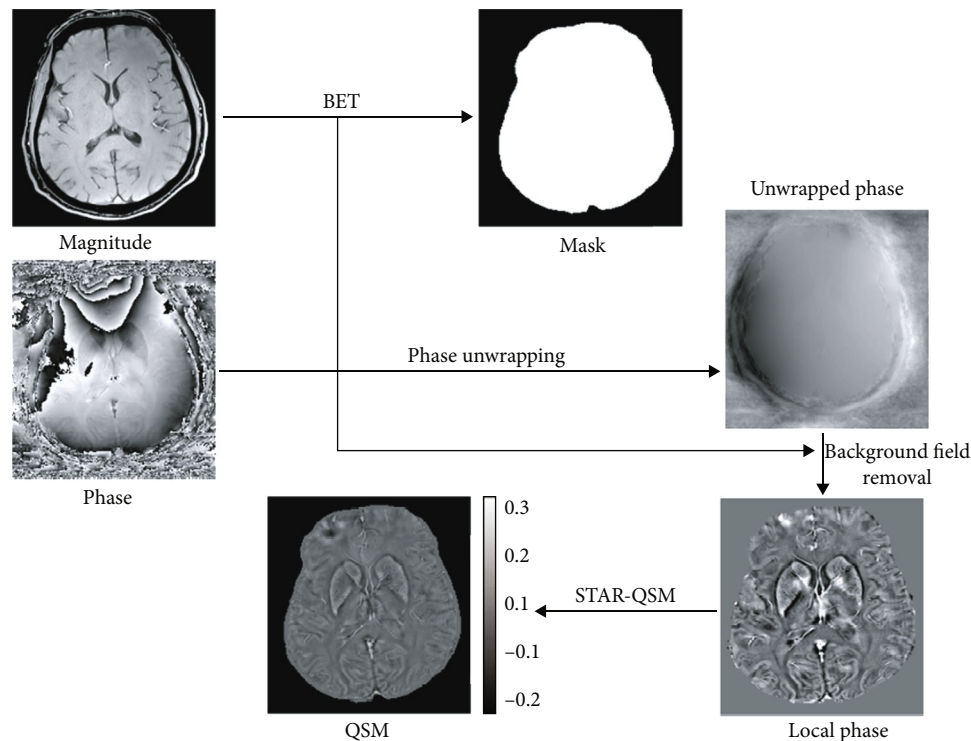 BET
Magnitude
Mask
Unwrapped phase
Phase unwrapping
Phase
Background field
removal
0.3
0.2
0.1
–0.1
–0.2
STAR-QSM
QSM
Local phase